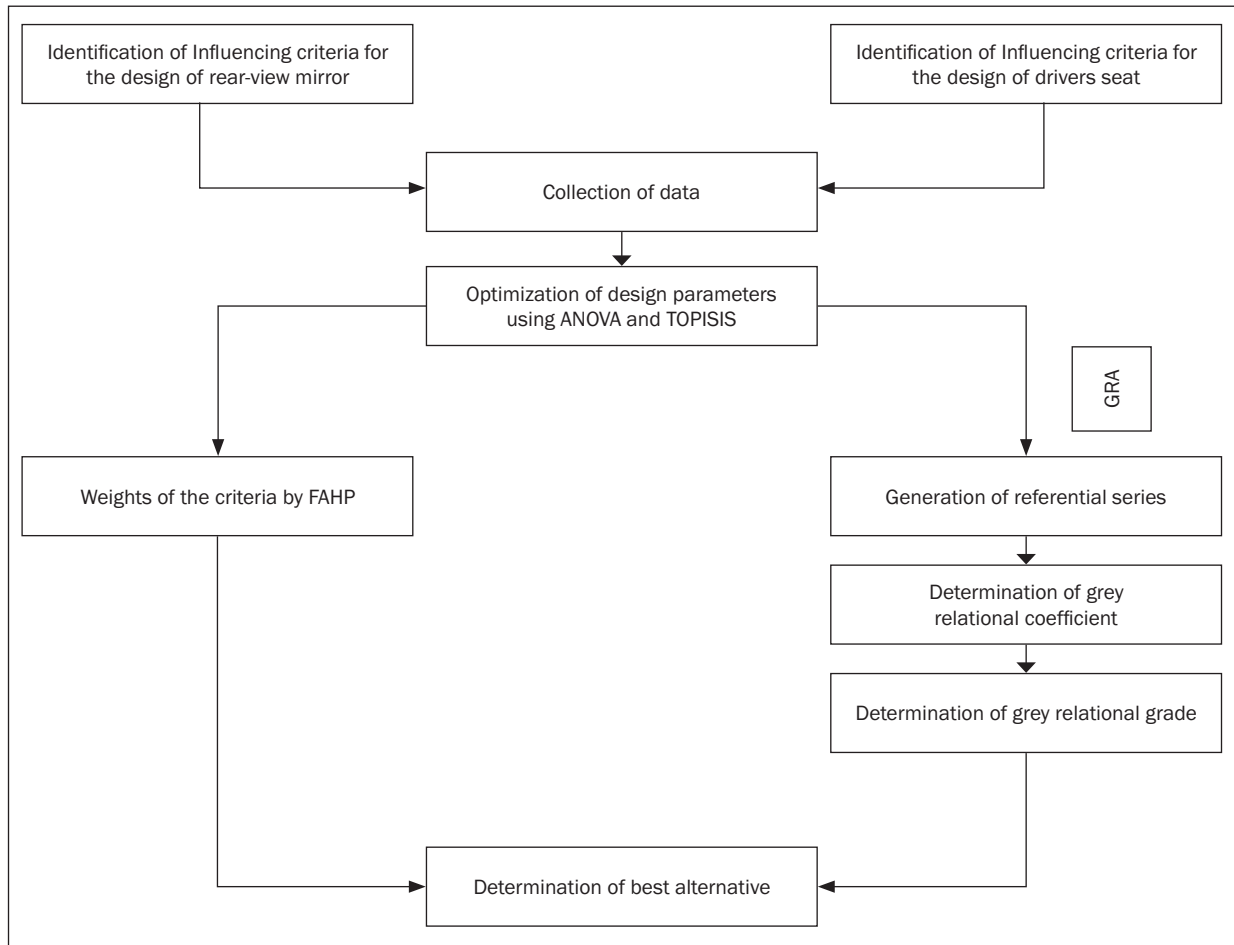 Identification of Influencing criteria for
the design of rear-view mirror
Identification of Influencing criteria for
the design of drivers seat
Collection of data
Optimization of design parameters
using ANOVA and TOPISIS
GRA
Weights of the criteria by FAHP
Generation of referential series
Determination of grey
relational coefficient
Determination of grey relational grade
Determination of best alternative